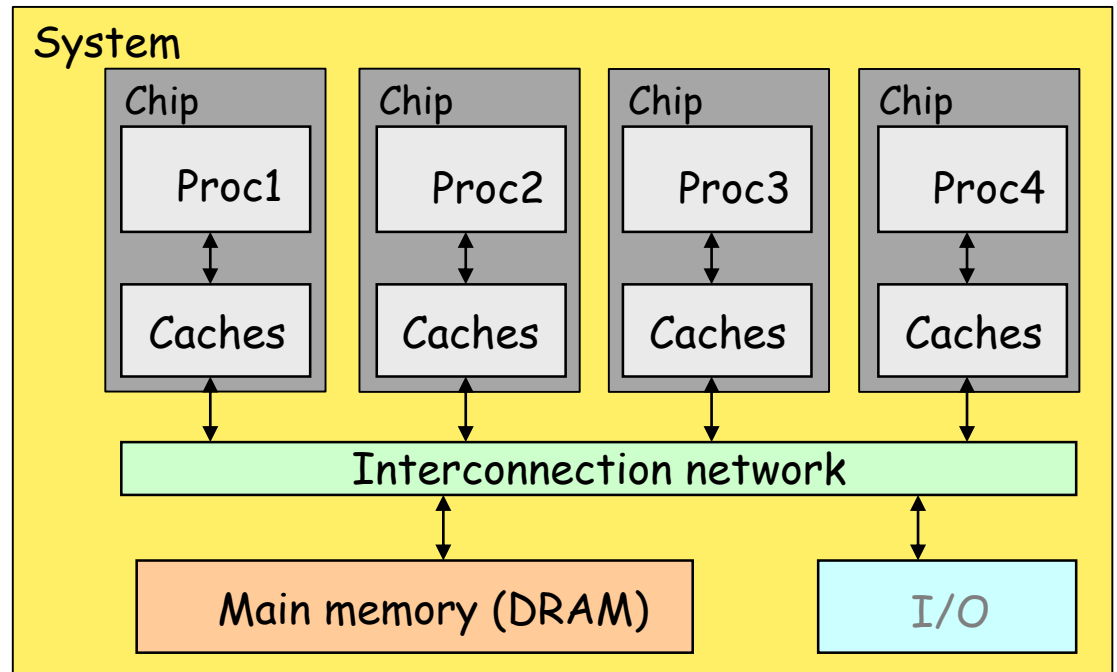 System
Chip
Chip
Chip
Chip
Proc1
Proc2
Proc3
Proc4
Caches
Caches
Caches
Caches
Interconnection network
Main memory (DRAM)
I/O